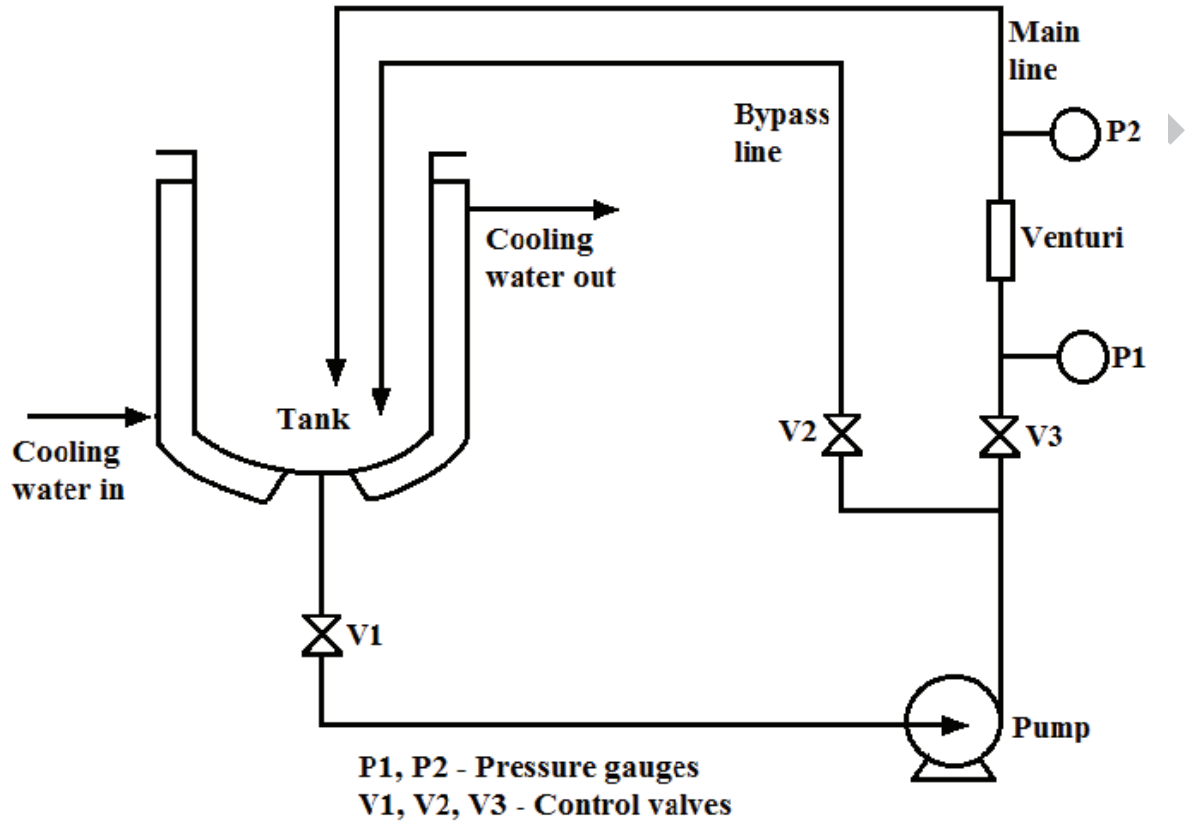 Main
line
Bypass
line
P2
Venturi
Cooling
water out
P1
Tank
V2
V3
Cooling
water in
V1
Pump
P1, P2 - Pressure gauges
V1, V2, V3 - Control valves